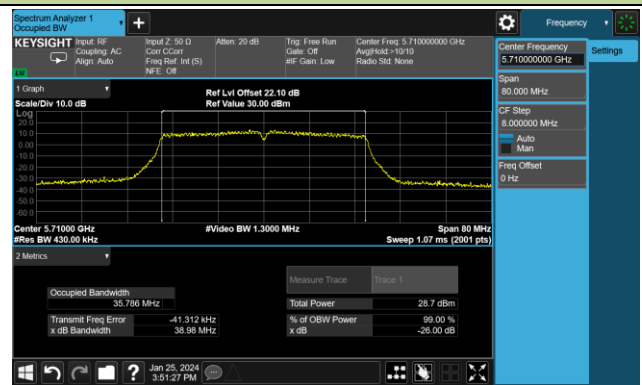 Spectrum Analyzer 1
Occupied BW
+
Frequency
KEYSIGHT
Input: RF
Coupling: AC
Align: Auto
Input Z: 50 Ω
Corr CCorr
Freq Ref: Int (S)
NFE: Off
Atten: 20 dB
Trig: Free Run
Gate: Off
#IF Gain: Low
Center Freq: 5.710000000 GHz
Avg|Hold:>10/10
Radio Std: None
LXI
Center Frequency
5.710000000 GHz
Settings
Span
80.000 MHz
CF Step
8.000000 MHz
Auto
Man
Freq Offset
0 Hz
1 Graph
Scale/Div 10.0 dB
Ref Lvl Offset 22.10 dB
Ref Value 30.00 dBm
Log
20.0
10.0
0.00
-10.0
-20.0
-30.0
-40.0
-50.0
-60.0
Center 5.71000 GHz
#Res BW 430.00 kHz
#Video BW 1.3000 MHz
Span 80 MHz
Sweep 1.07 ms (2001 pts)
2 Metrics
Measure Trace
Trace 1
Occupied Bandwidth
35.786 MHz
Total Power
28.7 dBm
Transmit Freq Error
-41.312 kHz
% of OBW Power
99.00 %
x dB Bandwidth
38.98 MHz
x dB
-26.00 dB
?
Jan 25, 2024
3:51:27 PM